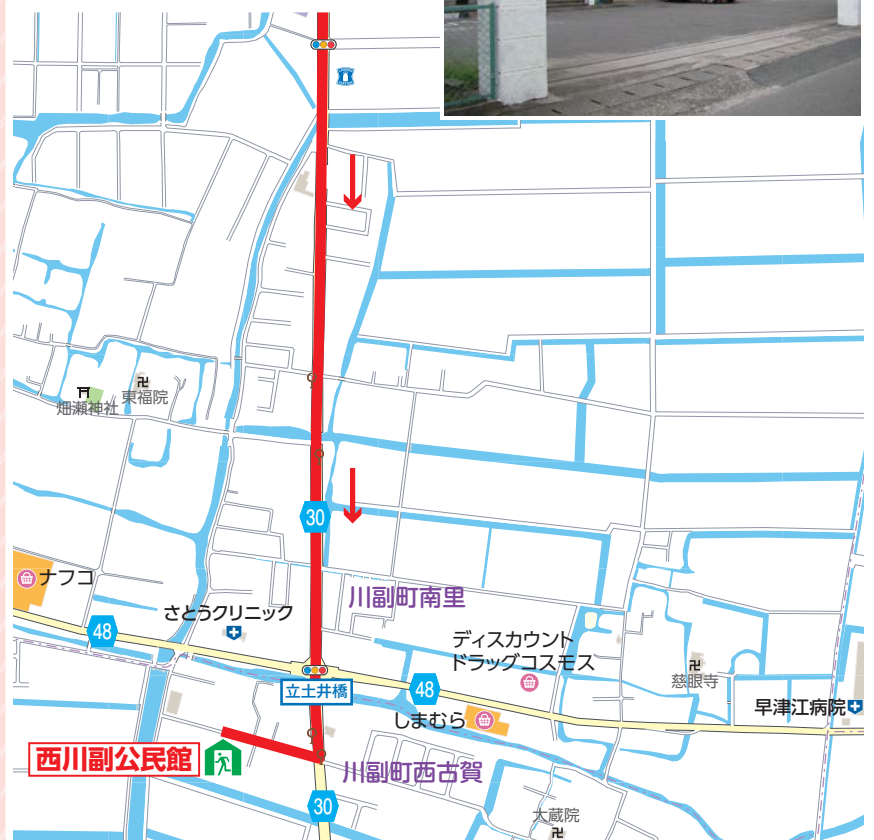 畑瀬神社
東福院
30
川副町南里
ナフコ
さとうクリニック
48
ディスカウント
ドラッグコスモス
慈眼寺
立土井橋
48
しまむら
早津江病院
西川副公民館
川副町西古賀
30
大蔵院